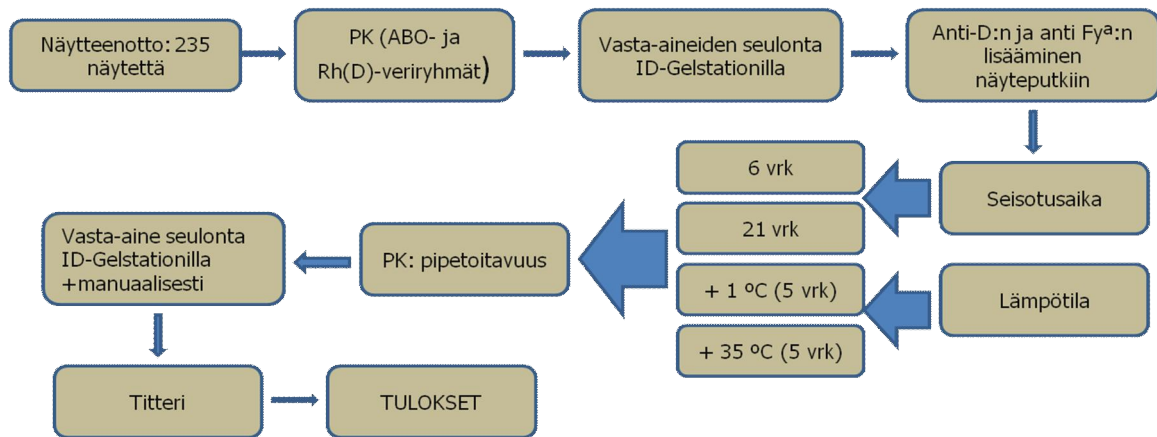 Näytteenotto: 235
näytettä
PK (ABO- ja
Rh(D)-veriryhmät)
Vasta-aineiden seulonta
ID-Gelstationilla
Anti-D:n ja anti Fyª:n
lisääminen
näyteputkiin
Seisotusaika
6 vrk
21 vrk
Lämpötila
+ 1 ºC (5 vrk)
+ 35 ºC (5 vrk)
PK: pipetoitavuus
Vasta-aine seulonta
ID-Gelstationilla
+manuaalisesti
Titteri
TULOKSET